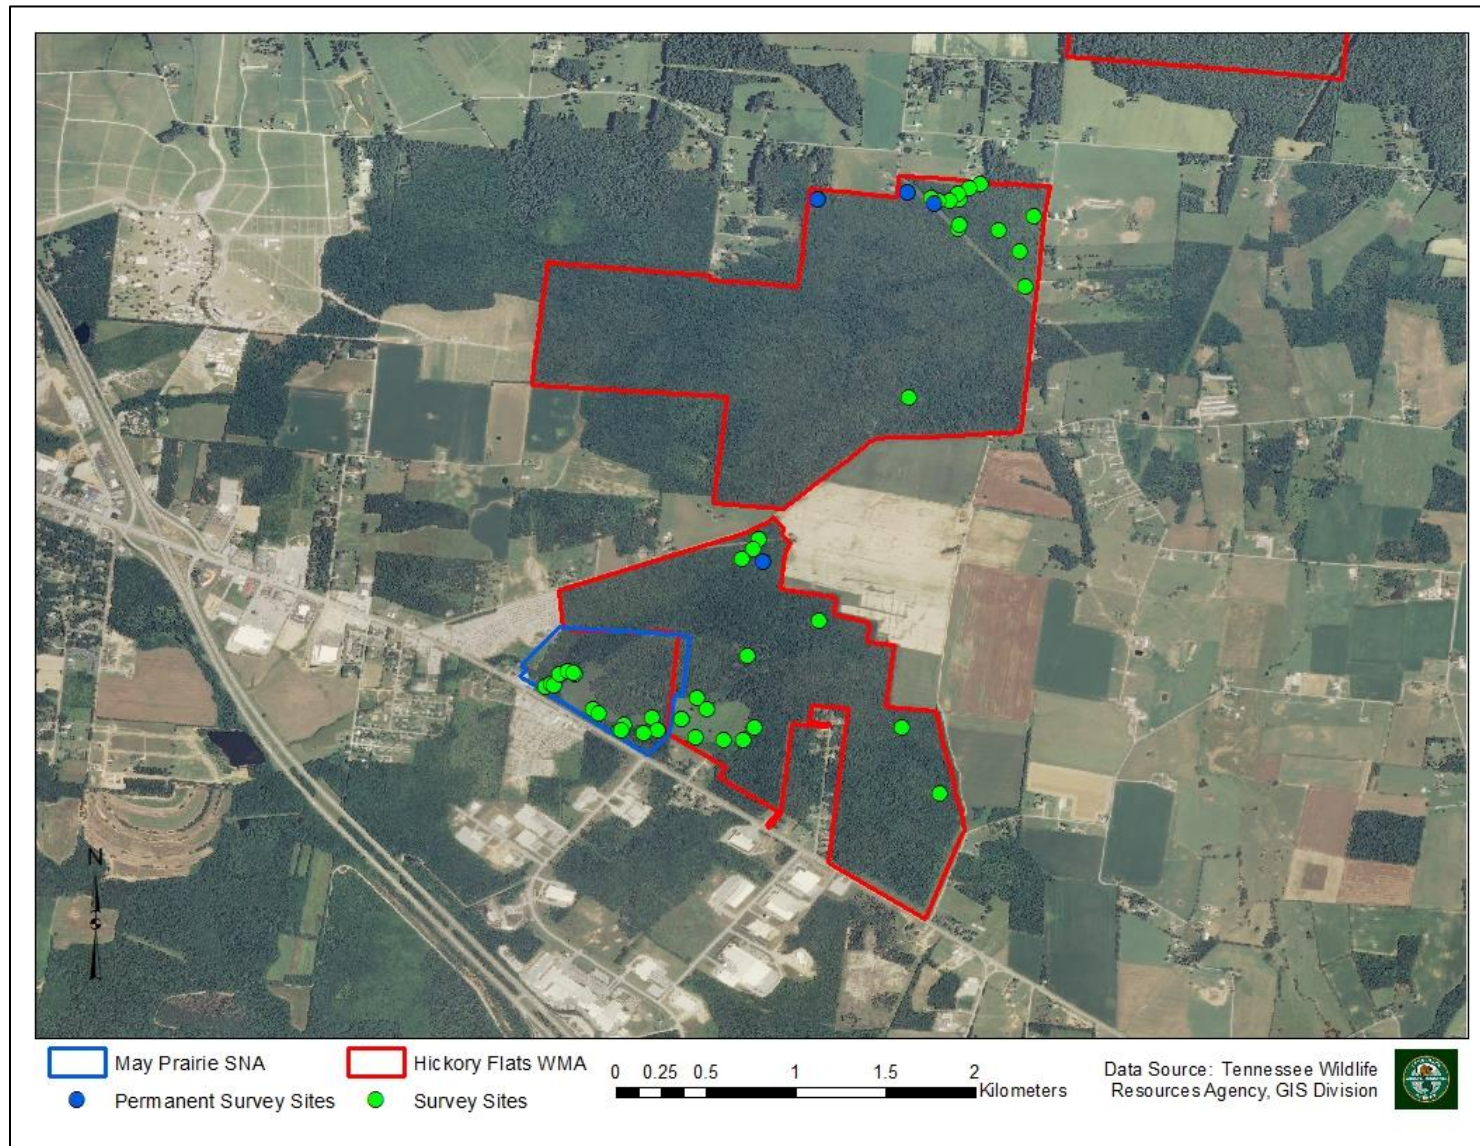 N
May Prairie SNA
Hickory Flats WMA
Permanent Survey Sites
Survey Sites
0 0.25 0.5 1 1.5 2
Kilometers
Data Source: Tennessee Wildlife
Resources Agency, GIS Division